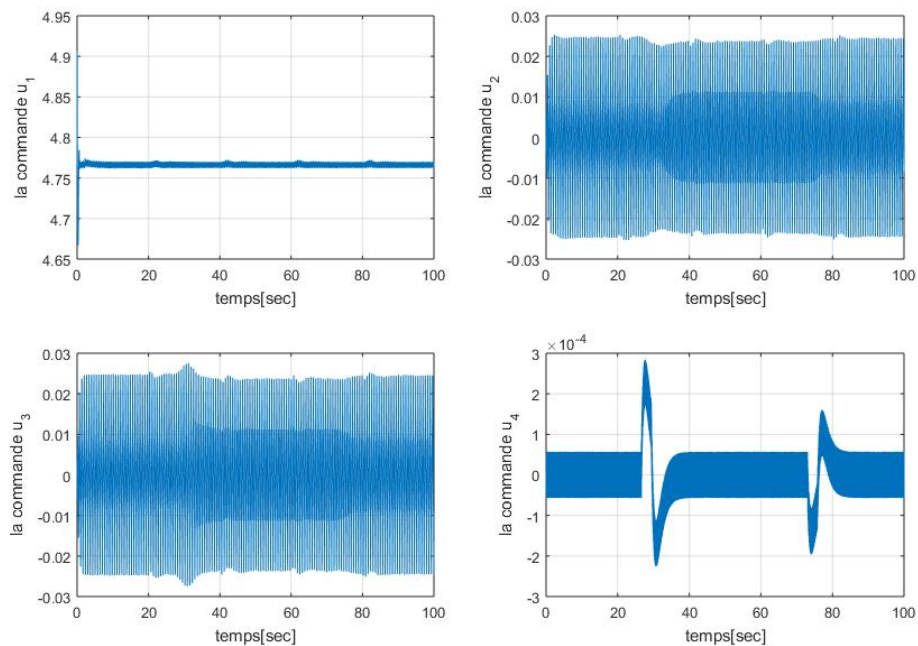 la commande u1
4.95
4.9
4.85
4.8
4.75
4.7
4.65
0 20 40 60 80 100
temps[sec]
la commande u2
0.03
0.02
0.01
0
-0.01
-0.02
-0.03
0 20 40 60 80 100
temps[sec]
la commande u3
0.03
0.02
0.01
0
-0.01
-0.02
-0.03
0 20 40 60 80 100
temps[sec]
la commande u4
×10-4
3
2
1
0
-1
-2
-3
0 20 40 60 80 100
temps[sec]